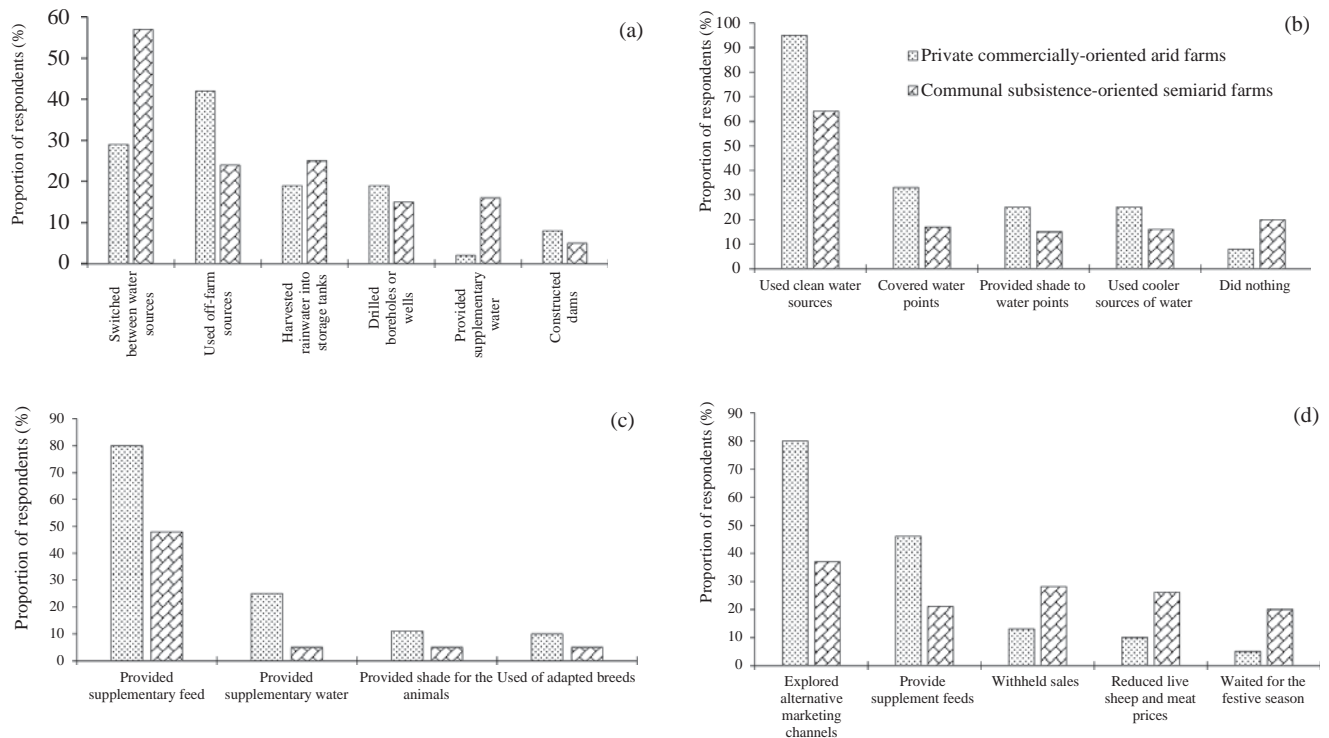 (a)
Proportion of respondents (%)
60
50
40
30
20
10
0
Switched
between water
sources
Used off-farm
sources
Harvested
rainwater into
storage tanks
Drilled
boreholes or
wells
Provided
supplementary
water
Constructed
dams
(b)
Proportion of respondents (%)
100
90
80
70
60
50
40
30
20
10
0
Private commercially-oriented arid farms
Communal subsistence-oriented semiarid farms
Used clean water
sources
Covered water
points
Provided shade to
water points
Used cooler
sources of water
Did nothing
(c)
Proportion of respondents (%)
90
80
70
60
50
40
30
20
10
0
Provided
supplementary feed
Provided
supplementary water
Provided shade for the
animals
Used of adapted breeds
(d)
Proportion of respondents (%)
90
80
70
60
50
40
30
20
10
0
Explored
alternative
marketing
channels
Provide
supplement feeds
Withheld sales
Reduced live
sheep and meat
prices
Waited for the
festive season